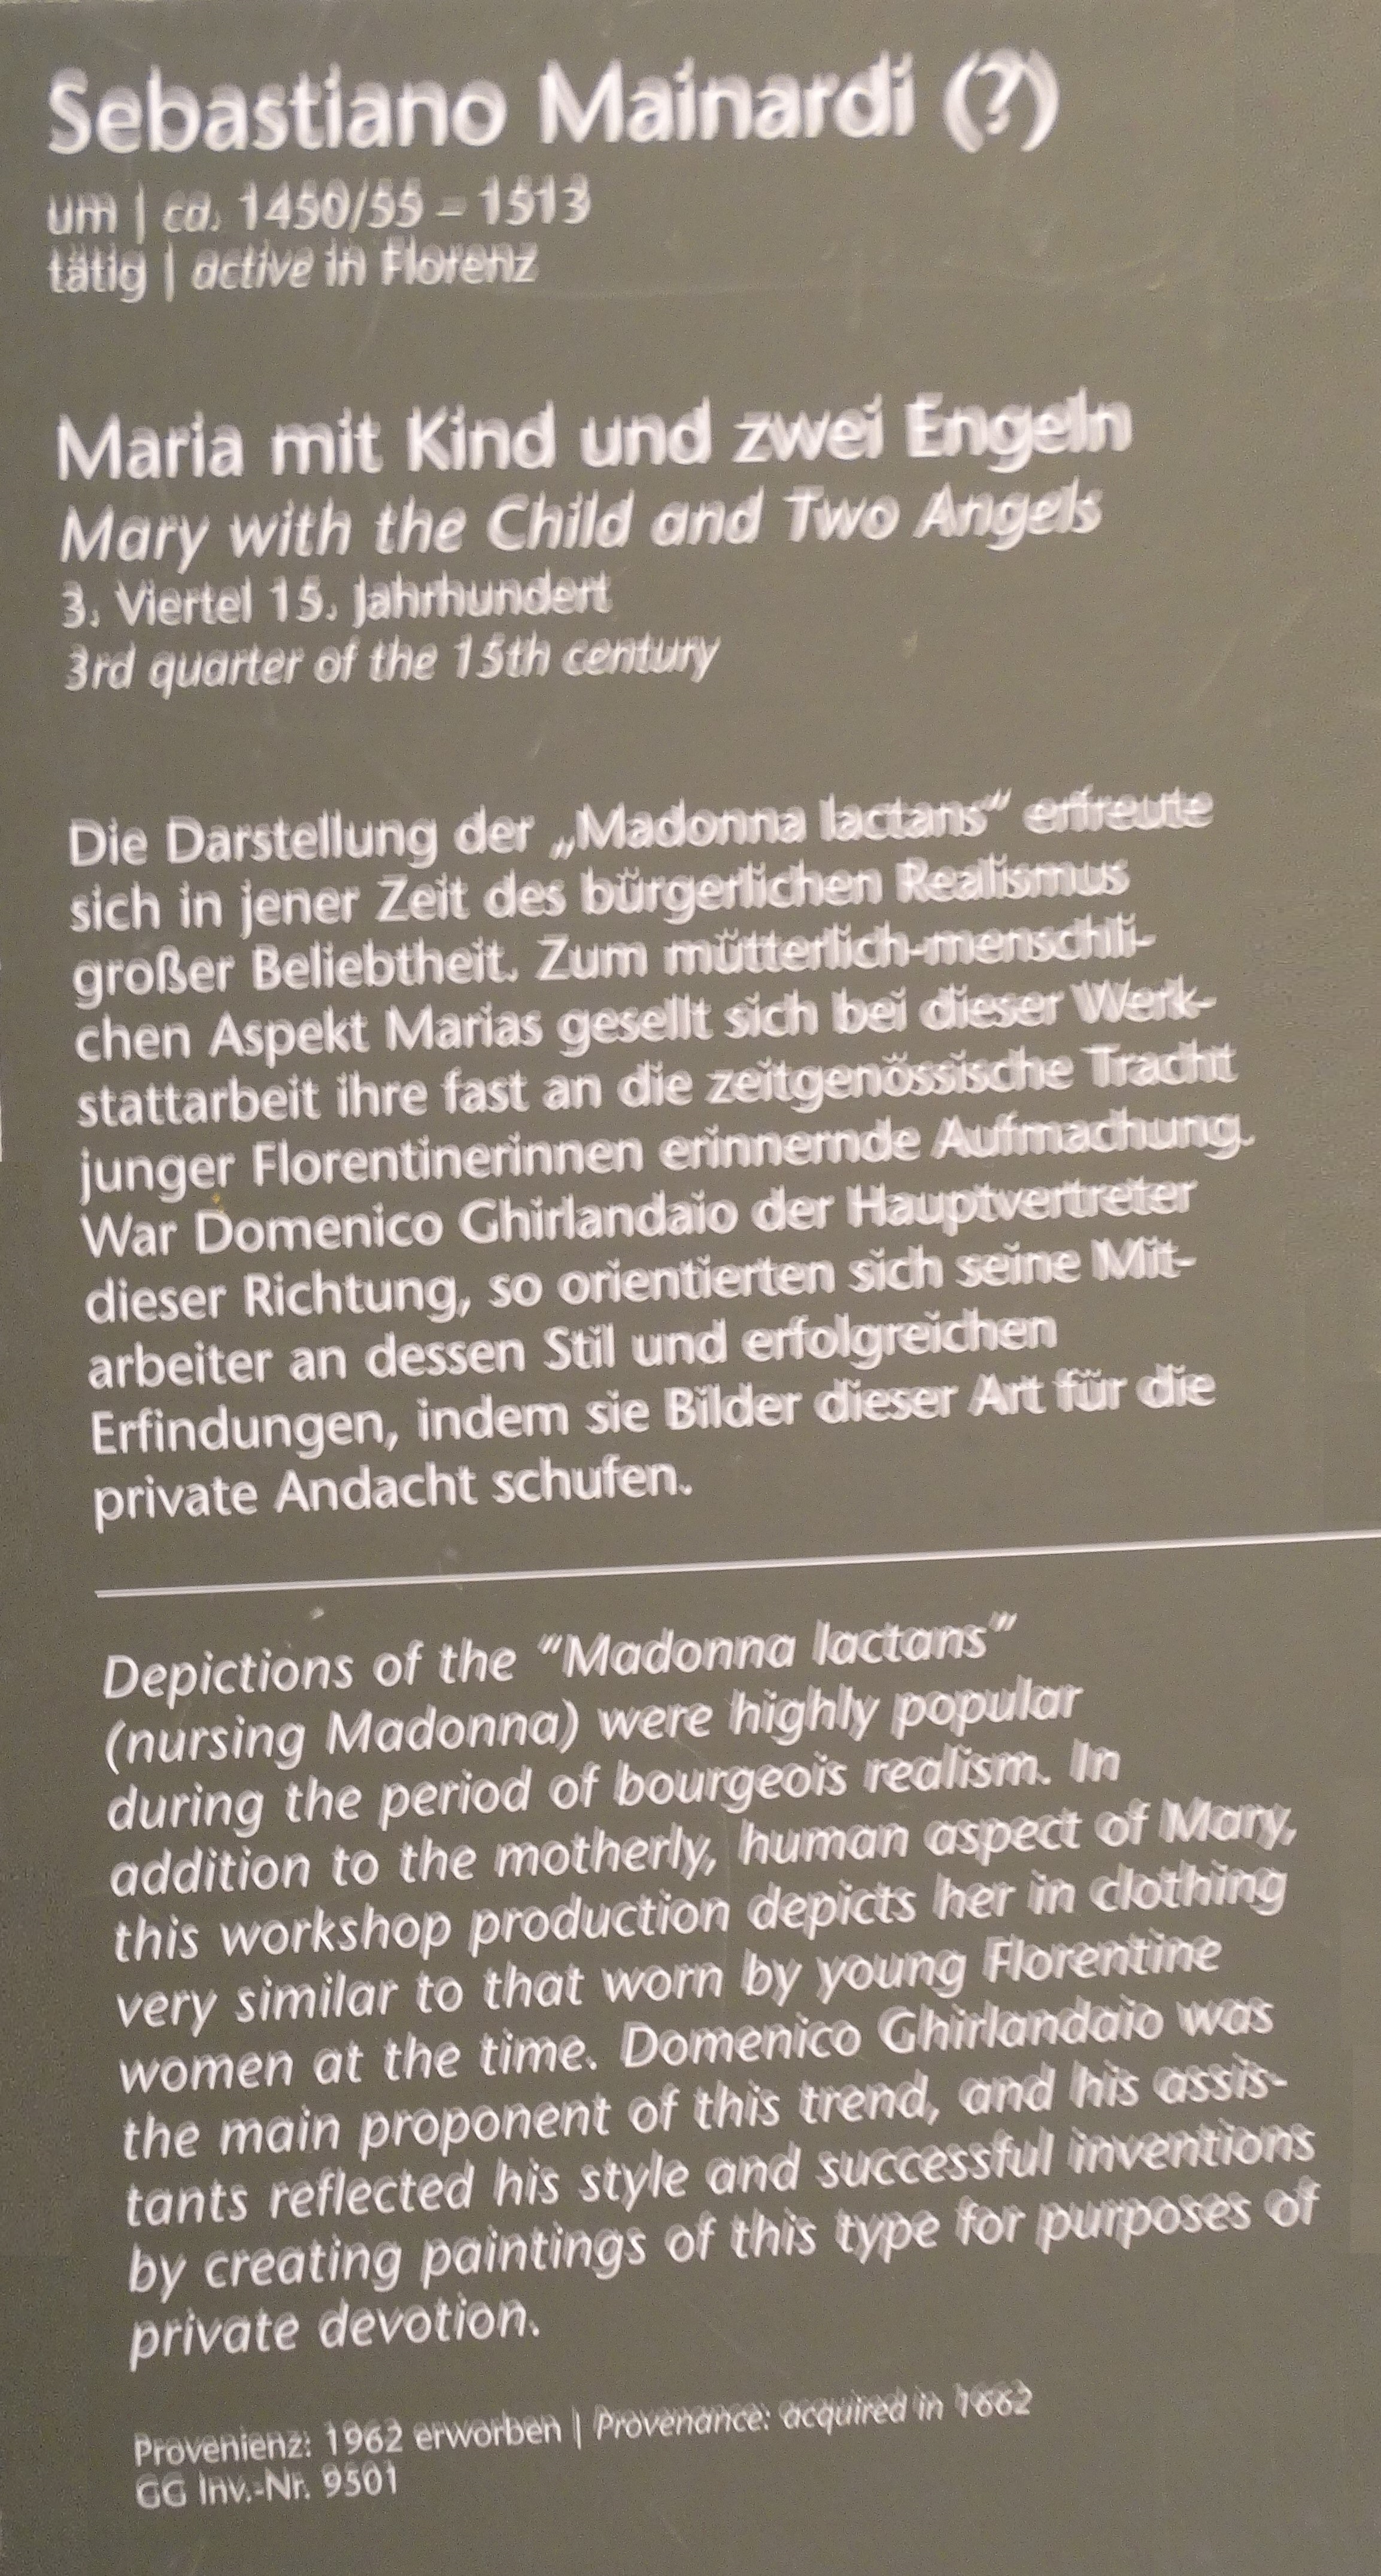 Sebastiano Mainardi (?)
um | ca. 1450/55 – 1513
tätig | active in Florenz
Maria mit Kind und zwei Engeln
Mary with the Child and Two Angels
3. Viertel 15. Jahrhundert
3rd quarter of the 15th century
Die Darstellung der „Madonna lactans“ erfreute
sich in jener Zeit des bürgerlichen Realismus
großer Beliebtheit. Zum mütterlich-menschli-
chen Aspekt Marias gesellt sich bei dieser Werk-
stattarbeit ihre fast an die zeitgenössische Tracht
junger Florentinerinnen erinnernde Aufmachung.
War Domenico Ghirlandaio der Hauptvertreter
dieser Richtung, so orientierten sich seine Mit-
arbeiter an dessen Stil und erfolgreichen
Erfindungen, indem sie Bilder dieser Art für die
private Andacht schufen.
Depictions of the “Madonna lactans”
(nursing Madonna) were highly popular
during the period of bourgeois realism. In
addition to the motherly, human aspect of Mary,
this workshop production depicts her in clothing
very similar to that worn by young Florentine
women at the time. Domenico Ghirlandaio was
the main proponent of this trend, and his assis-
tants reflected his style and successful inventions
by creating paintings of this type for purposes of
private devotion.
Provenienz: 1962 erworben | Provenance: acquired in
GG Inv.-Nr. 9501